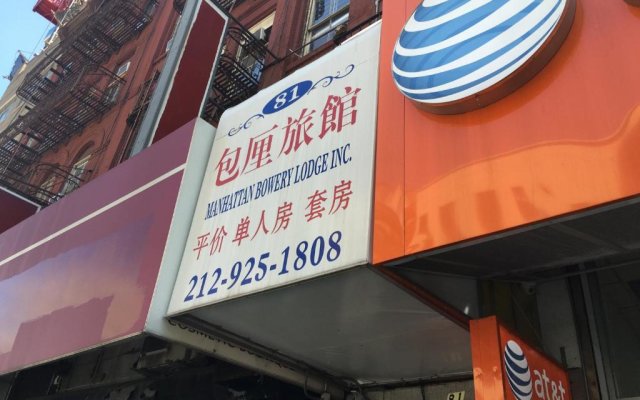 81
包厘旅館
MANHATTAN BOWERY LODGE INC.
平价 单人房 套房
212-925-1808
at&t
81